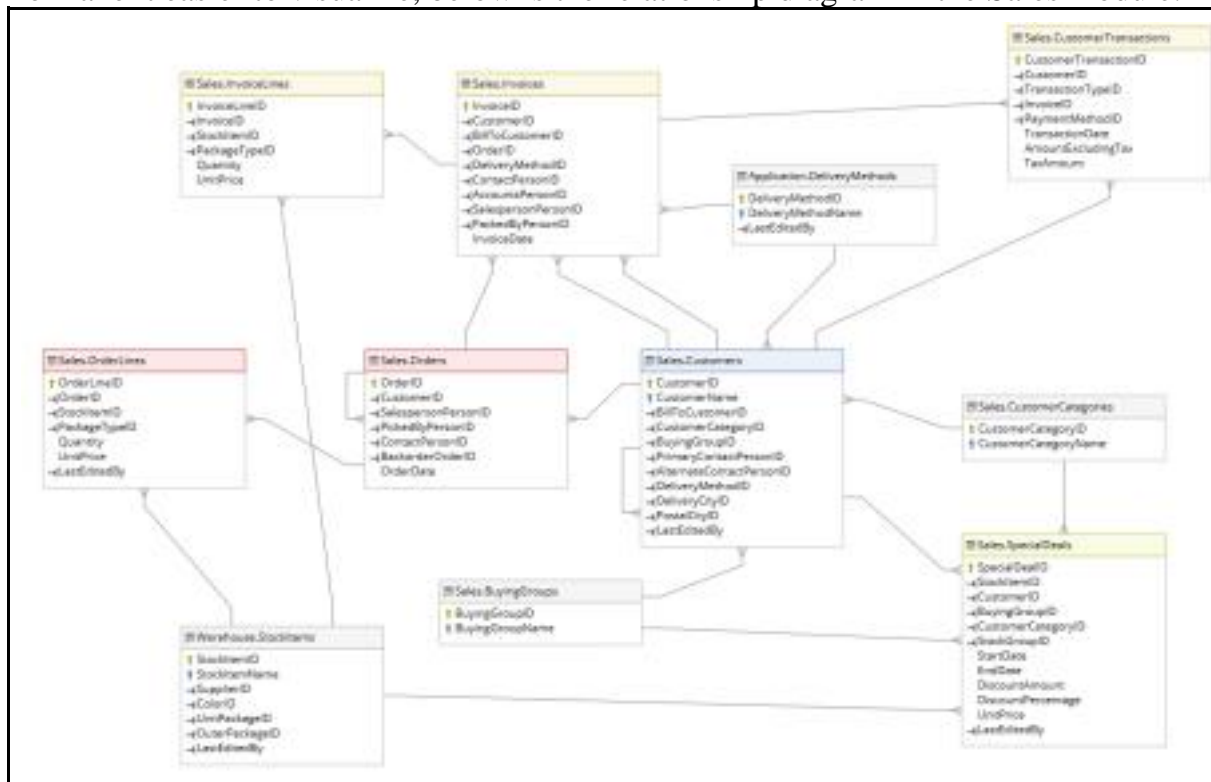 Sales.CustomerTransactions
CustomerTransactionID
CustomerID
TransactionTypeID
InvoiceID
PaymentMethodID
TransactionDate
AmountExcludingTax
TaxAmount
Sales.InvoiceLines
InvoiceLineID
InvoiceID
StockItemID
PackageTypeID
Quantity
UnitPrice
Sales.Invoices
InvoiceID
CustomerID
BillToCustomerID
OrderID
DeliveryMethodID
ContactPersonID
AccountsPersonID
SalespersonPersonID
PackedByPersonID
InvoiceDate
Application.DeliveryMethods
DeliveryMethodID
DeliveryMethodName
LastEditedBy
Sales.OrderLines
OrderLineID
OrderID
StockItemID
PackageTypeID
Quantity
UnitPrice
LastEditedBy
Sales.Orders
OrderID
CustomerID
SalespersonPersonID
PickedByPersonID
ContactPersonID
BackorderOrderID
OrderDate
Sales.Customers
CustomerID
CustomerName
BillToCustomerID
CustomerCategoryID
BuyingGroupID
PrimaryContactPersonID
AlternateContactPersonID
DeliveryMethodID
DeliveryCityID
PostalCityID
LastEditedBy
Sales.CustomerCategories
CustomerCategoryID
CustomerCategoryName
Sales.SpecialDeals
SpecialDealID
StockItemID
CustomerID
BuyingGroupID
CustomerCategoryID
StockGroupID
StartDate
EndDate
DiscountAmount
DiscountPercentage
UnitPrice
LastEditedBy
Sales.BuyingGroups
BuyingGroupID
BuyingGroupName
Warehouse.StockItems
StockItemID
StockItemName
SupplierID
ColorID
UnitPackageID
OuterPackageID
LastEditedBy